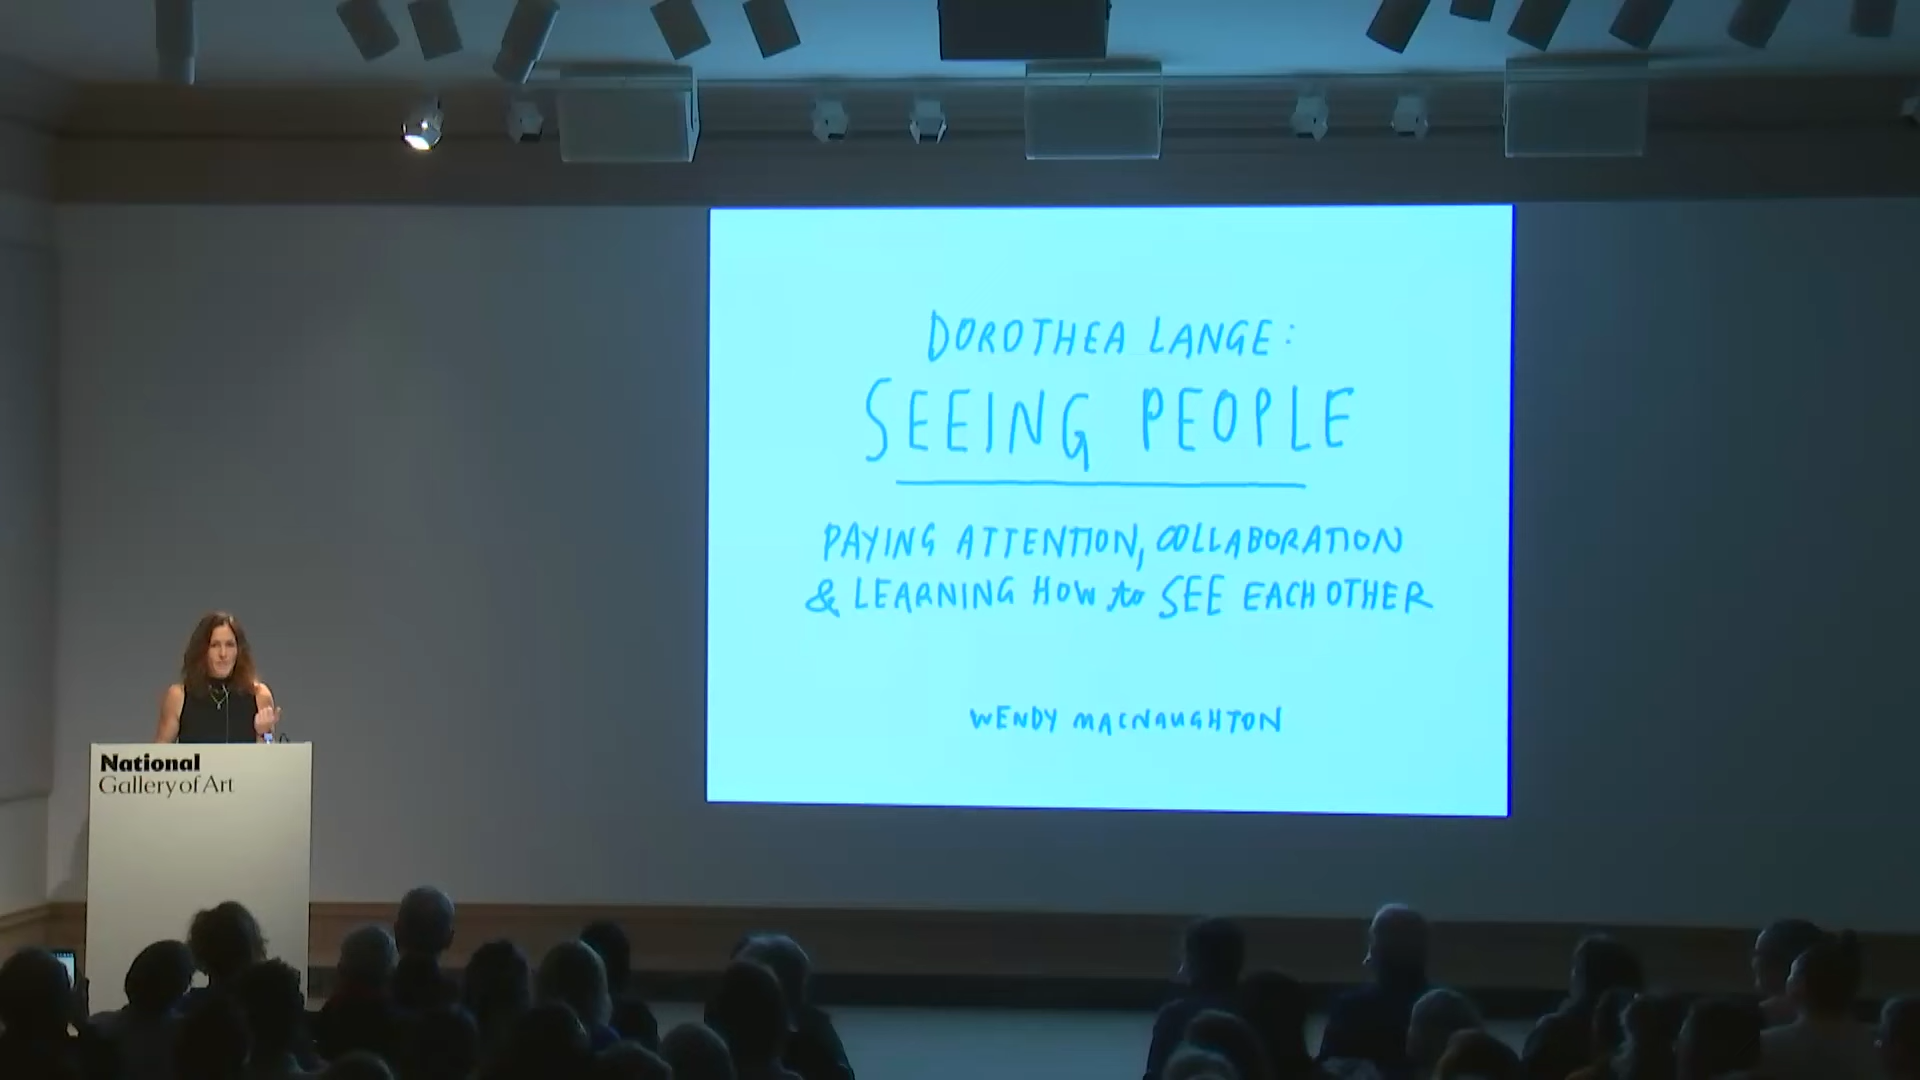 DOROTHEA LANGE:
SEEING PEOPLE
PAYING ATTENTION, COLLABORATION
& LEARNING HOW to SEE EACH OTHER
WENDY MACNAUGHTON
National
Gallery of Art